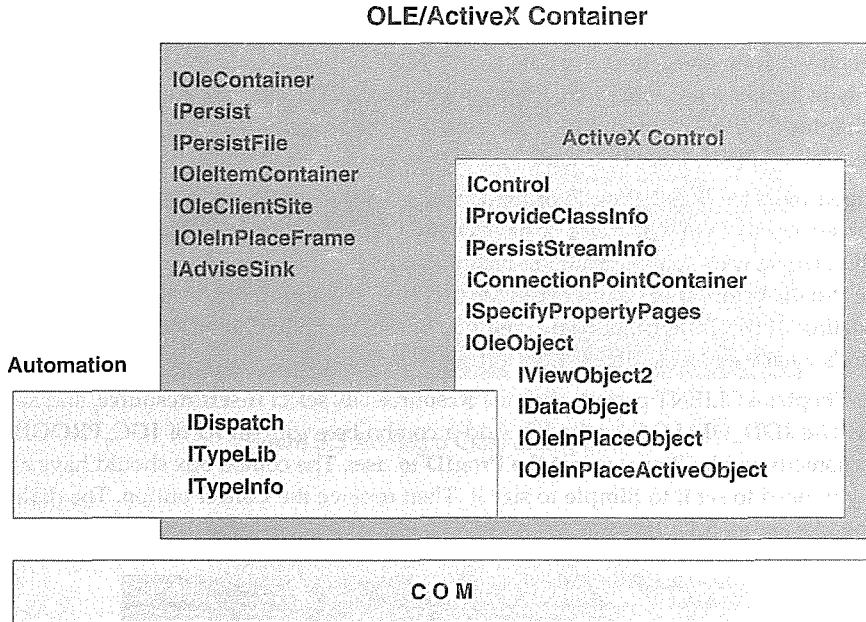 OLE/ActiveX Container
IOleContainer
IPersist
IPersistFile
IOleItemContainer
IOleClientSite
IOleInPlaceFrame
IAdviseSink
ActiveX Control
IControl
IProvideClassInfo
IPersistStreamInfo
IConnectionPointContainer
ISpecifyPropertyPages
IOleObject
IViewObject2
IDataObject
IOleInPlaceObject
IOleInPlaceActiveObject
Automation
IDispatch
ITypeLib
ITypeInfo
C O M